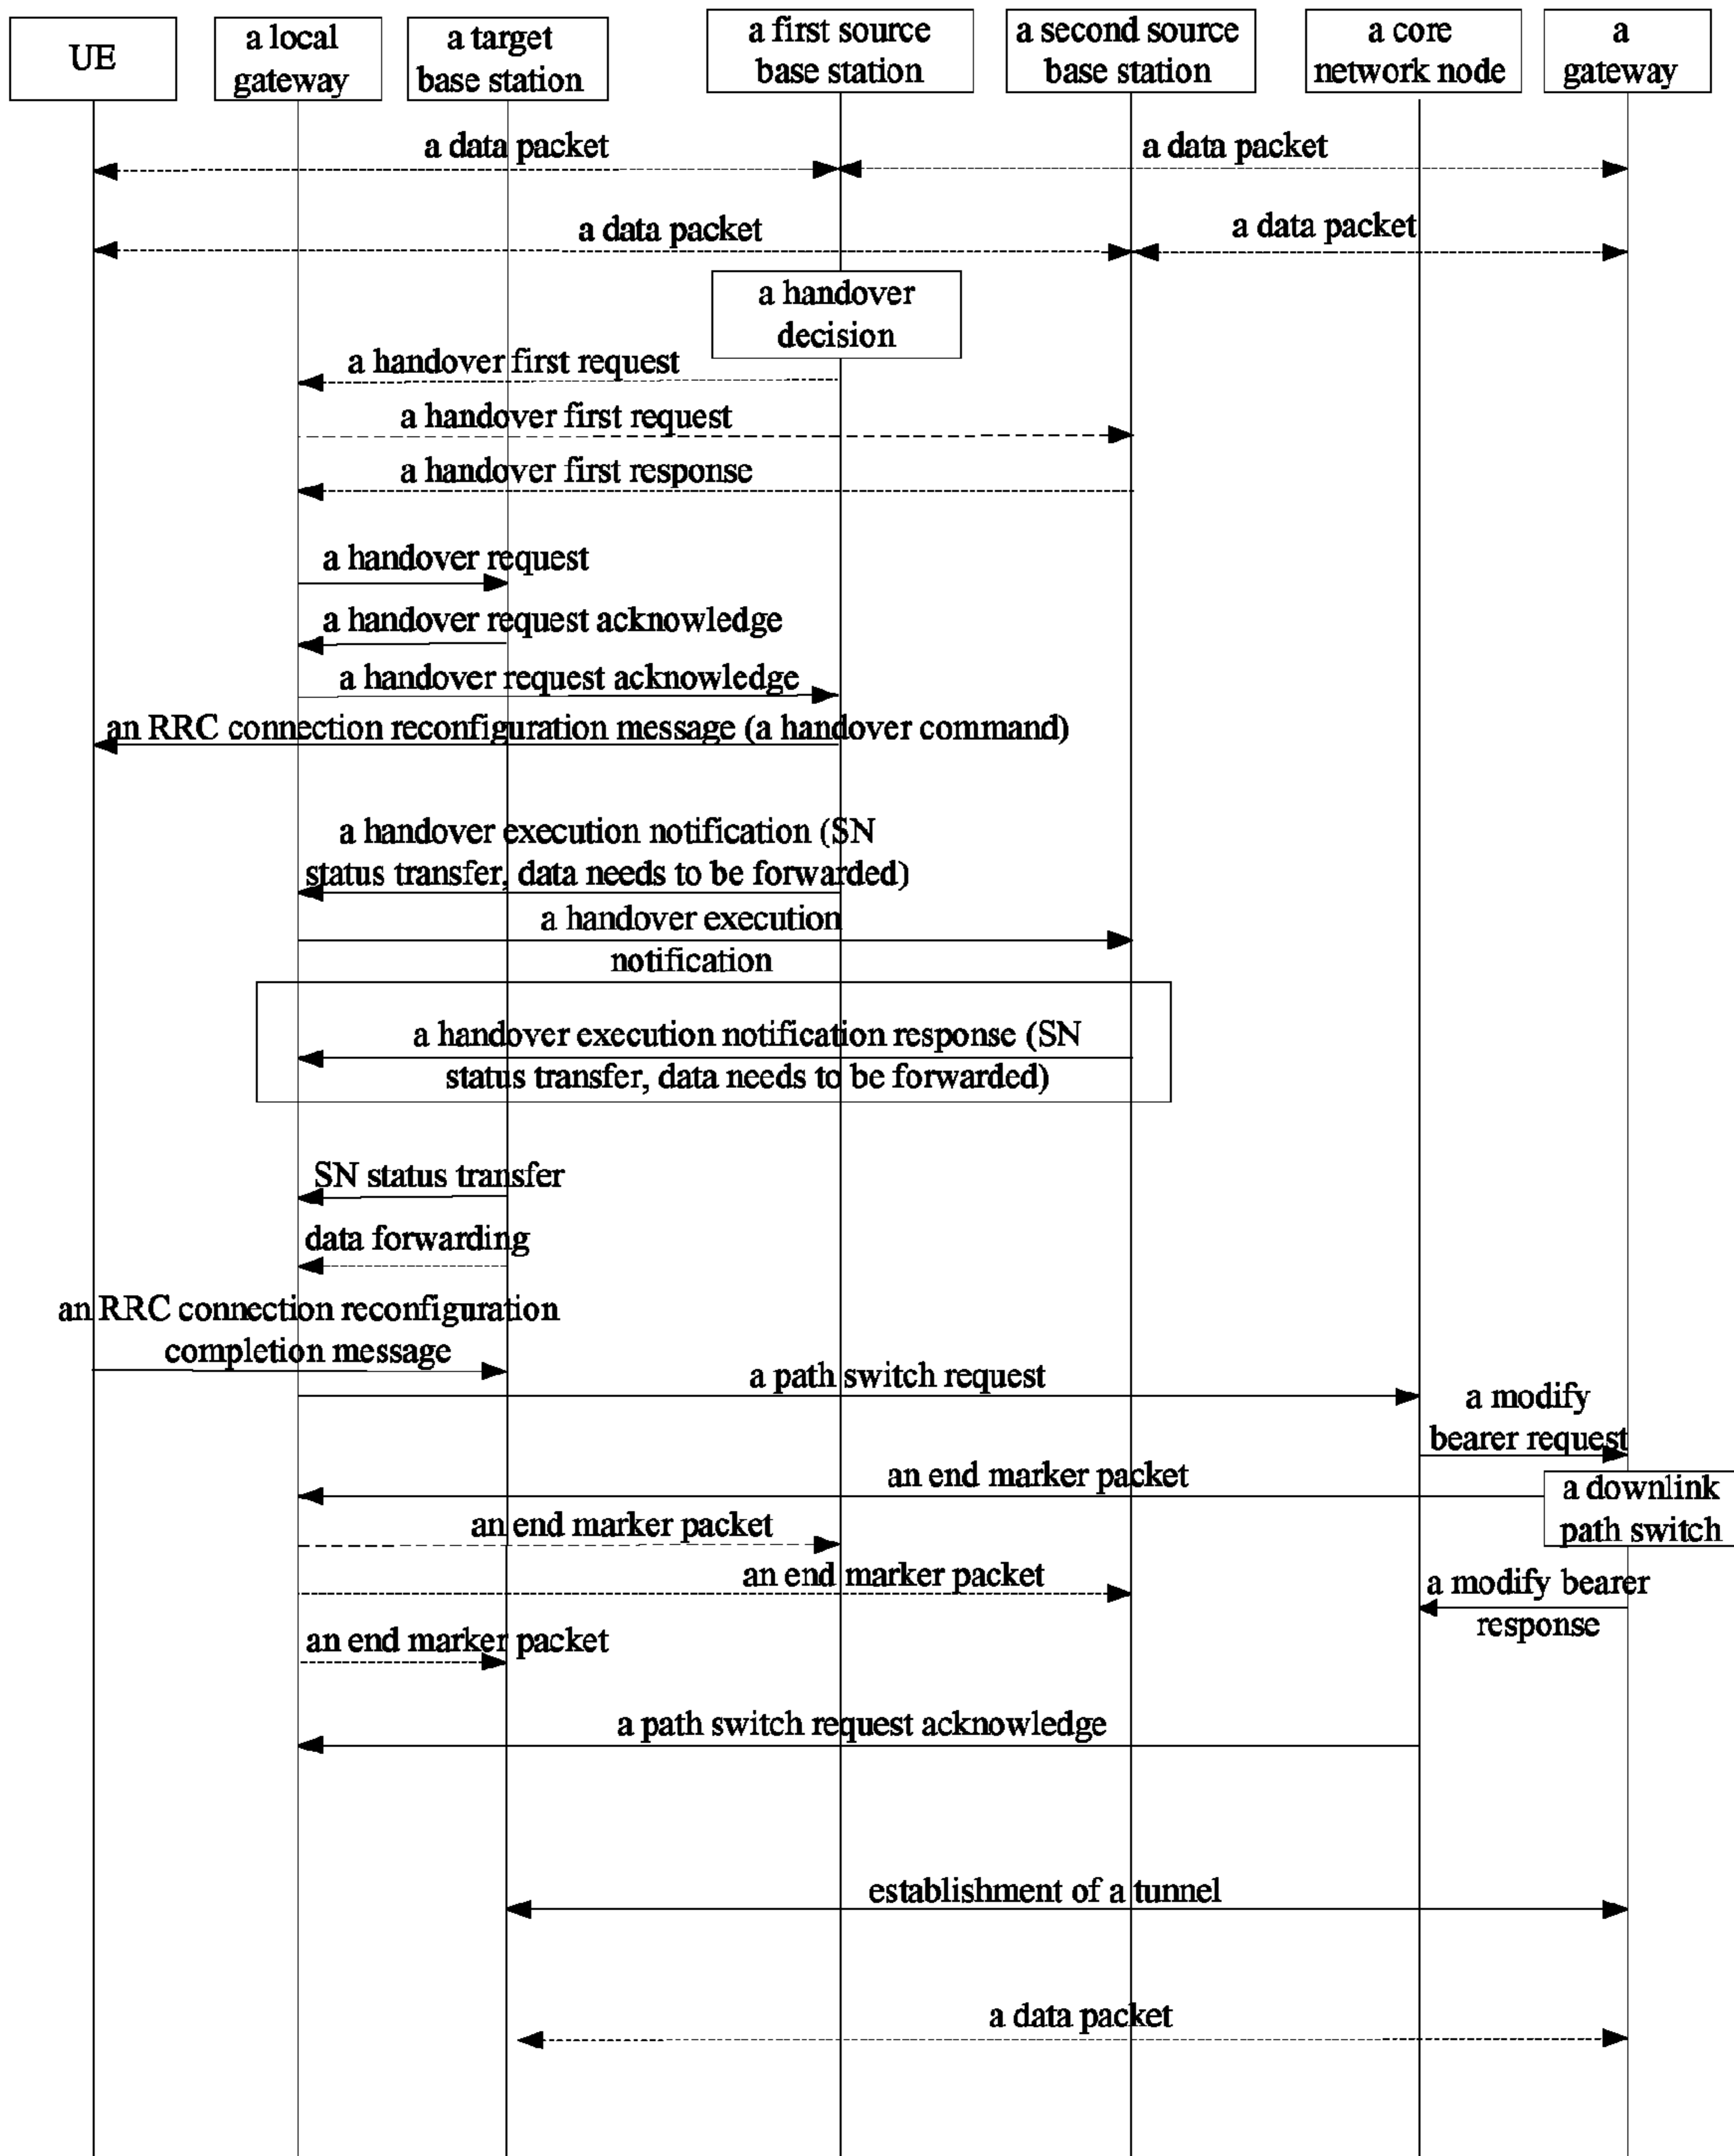 UE
a local
gateway
a target
base station
a first source
base station
a second source
base station
a core
network node
a
gateway
a data packet
a data packet
a data packet
a data packet
a handover
decision
a handover first request
a handover first request
a handover first response
a handover request
a handover request acknowledge
a handover request acknowledge
an RRC connection reconfiguration message (a handover command)
a handover execution notification (SN
status transfer, data needs to be forwarded)
a handover execution
notification
a handover execution notification response (SN
status transfer, data needs to be forwarded)
SN status transfer
data forwarding
an RRC connection reconfiguration
completion message
a path switch request
a modify
bearer request
an end marker packet
a downlink
path switch
an end marker packet
an end marker packet
a modify bearer
response
an end marker packet
a path switch request acknowledge
establishment of a tunnel
a data packet